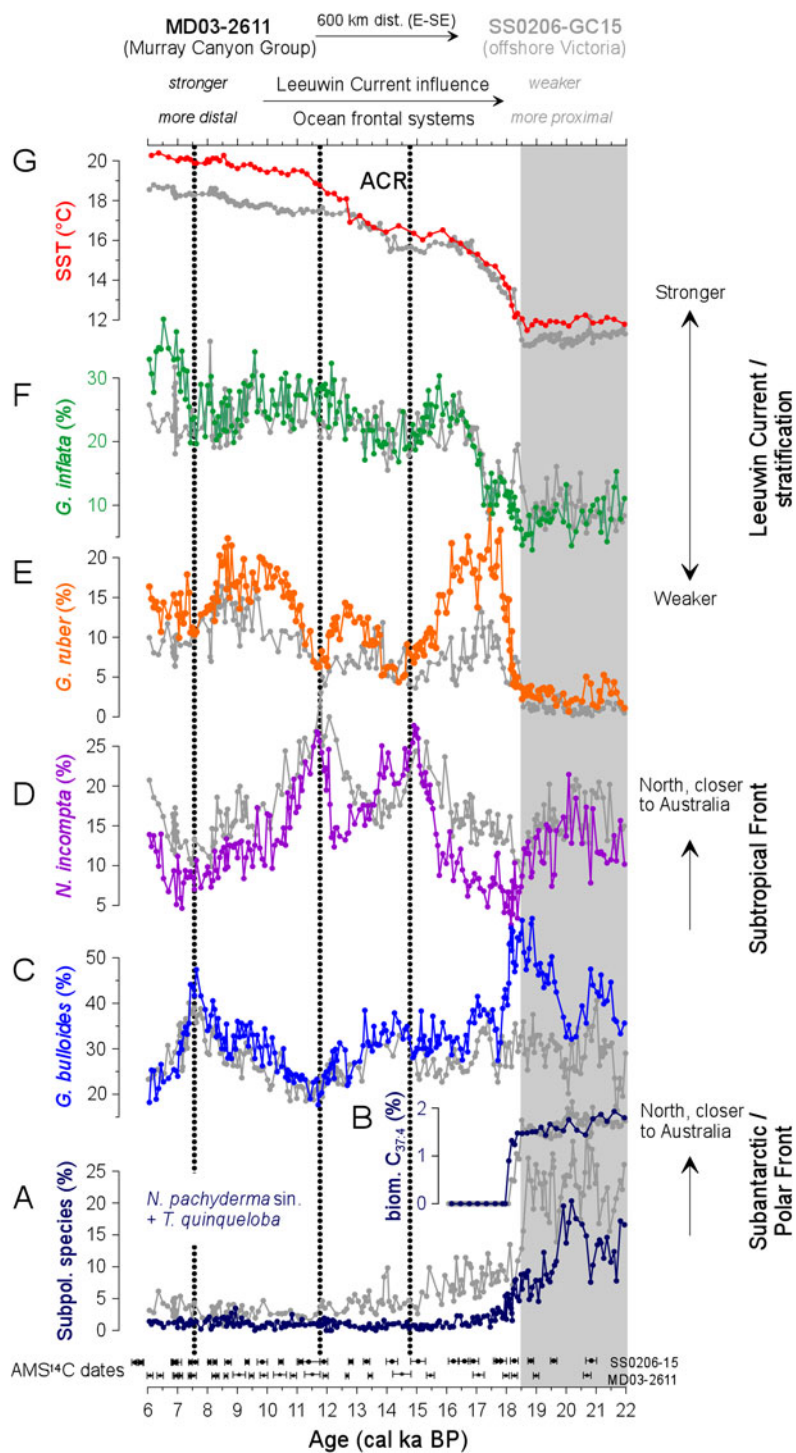 MD03-2611
(Murray Canyon Group)
600 km dist. (E-SE)
SS0206-GC15
(offshore Victoria)
stronger
Leeuwin Current influence
weaker
more distal
Ocean frontal systems
more proximal
G
ACR
SST (°C)
20
18
16
14
12
Stronger
F
G. inflata (%)
30
20
10
Leeuwin Current /
stratification
E
G. ruber (%)
20
15
10
5
0
Weaker
D
N. incompta (%)
25
20
15
10
5
North, closer
to Australia
Subtropical Front
C
G. bulloides (%)
50
40
30
20
B
biom. C37:4 (%)
2
1
0
North, closer
to Australia
Subantarctic /
Polar Front
A
Subpol. species (%)
25
20
15
10
5
0
N. pachyderma sin.
+ T. quinqueloba
AMS14C dates
SS0206-15
MD03-2611
6 7 8 9 10 11 12 13 14 15 16 17 18 19 20 21 22
Age (cal ka BP)